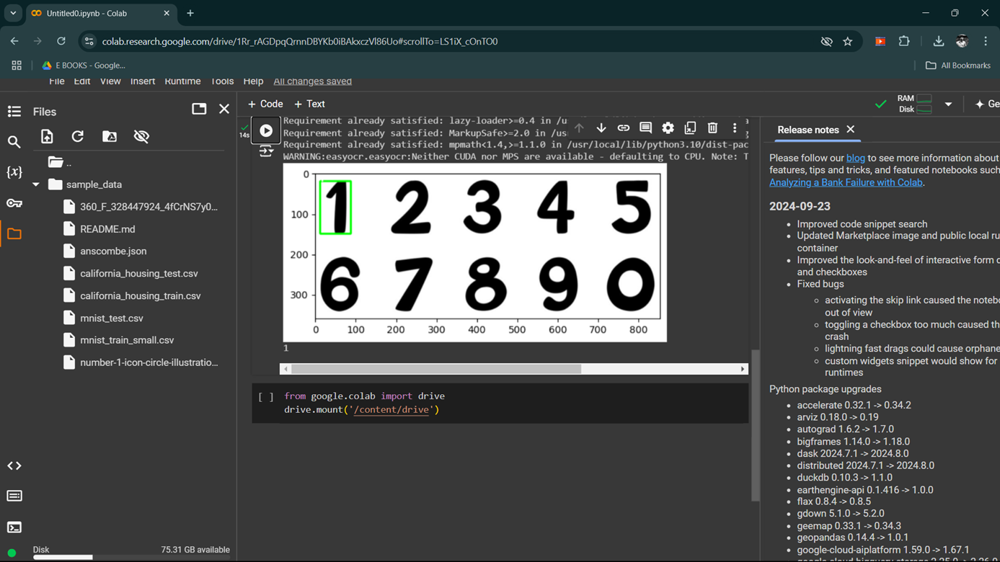 Untitled0.ipynb - Colab
colab.research.google.com/drive/1Rr_rAGDpqQrnnDBYKb0iBAkxczVl86Uo#scrollTo=LS1iX_cOnTO0
E BOOKS - Google...
All Bookmarks
File Edit View Insert Runtime Tools Help All changes saved
Files
+ Code + Text
RAM
Disk
Ge
..
sample_data
360_F_328447924_4fCrNS7y0...
README.md
anscombe.json
california_housing_test.csv
california_housing_train.csv
mnist_test.csv
mnist_train_small.csv
number-1-icon-circle-illustratio...
Disk 75.31 GB available
14s
Requirement already satisfied: lazy-loader>=0.4 in /us
Requirement already satisfied: MarkupSafe>=2.0 in /usr
Requirement already satisfied: mpmath<1.4,>=1.1.0 in /usr/local/lib/python3.10/dist-pac
WARNING:easyocr.easyocr:Neither CUDA nor MPS are available - defaulting to CPU. Note: T
0
100
200
300
1 2 3 4 5
6 7 8 9 0
0 100 200 300 400 500 600 700 800
1
[ ] from google.colab import drive
drive.mount('/content/drive')
Release notes
Please follow our blog to see more information about
features, tips and tricks, and featured notebooks such
Analyzing a Bank Failure with Colab.
2024-09-23
Improved code snippet search
Updated Marketplace image and public local ru
container
Improved the look-and-feel of interactive form
and checkboxes
Fixed bugs
activating the skip link caused the notebo
out of view
toggling a checkbox too much caused th
crash
lightning fast drags could cause orphane
custom widgets snippet would show for
runtimes
Python package upgrades
accelerate 0.32.1 -> 0.34.2
arviz 0.18.0 -> 0.19
autograd 1.6.2 -> 1.7.0
bigframes 1.14.0 -> 1.18.0
dask 2024.7.1 -> 2024.8.0
distributed 2024.7.1 -> 2024.8.0
duckdb 0.10.3 -> 1.1.0
earthengine-api 0.1.416 -> 1.0.0
flax 0.8.4 -> 0.8.5
gdown 5.1.0 -> 5.2.0
geemap 0.33.1 -> 0.34.3
geopandas 0.14.4 -> 1.0.1
google-cloud-aiplatform 1.59.0 -> 1.67.1